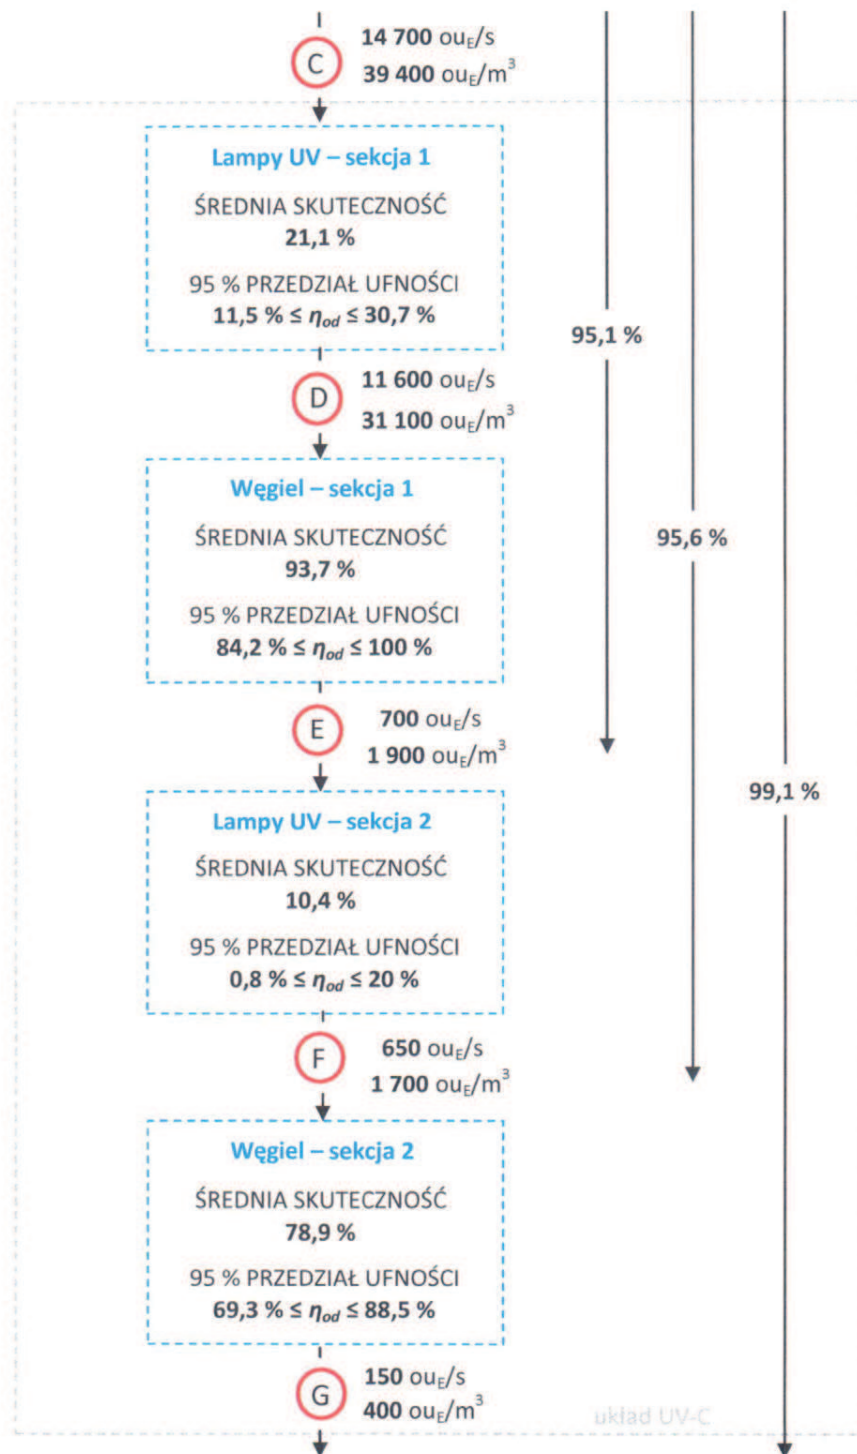 14 700 ouE/s
C
39 400 ouE/m³
Lampy UV – sekcja 1
ŚREDNIA SKUTECZNOŚĆ
21,1 %
95 % PRZEDZIAŁ UFNOŚCI
11,5 % ≤ ηod ≤ 30,7 %
95,1 %
11 600 ouE/s
D
31 100 ouE/m³
Węgiel – sekcja 1
ŚREDNIA SKUTECZNOŚĆ
93,7 %
95,6 %
95 % PRZEDZIAŁ UFNOŚCI
84,2 % ≤ ηod ≤ 100 %
700 ouE/s
E
1 900 ouE/m³
99,1 %
Lampy UV – sekcja 2
ŚREDNIA SKUTECZNOŚĆ
10,4 %
95 % PRZEDZIAŁ UFNOŚCI
0,8 % ≤ ηod ≤ 20 %
650 ouE/s
F
1 700 ouE/m³
Węgiel – sekcja 2
ŚREDNIA SKUTECZNOŚĆ
78,9 %
95 % PRZEDZIAŁ UFNOŚCI
69,3 % ≤ ηod ≤ 88,5 %
150 ouE/s
G
400 ouE/m³
układ UV-C